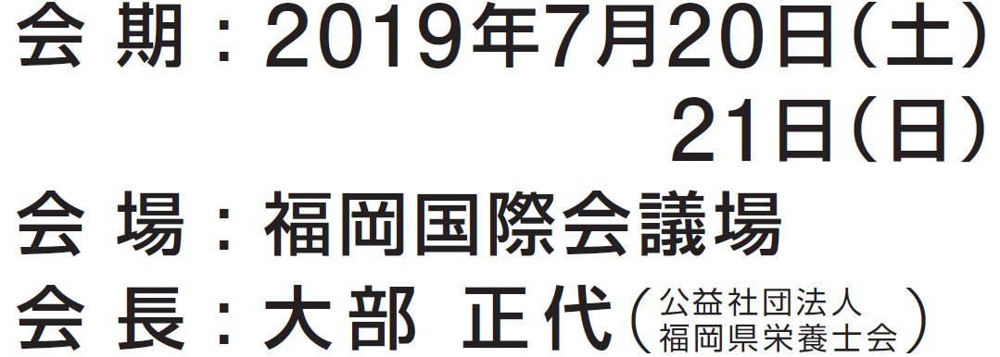 会 期：2019年7月20日（土）
21日（日）
会 場：福岡国際会議場
会 長：大部 正代（公益社団法人
福岡県栄養士会）